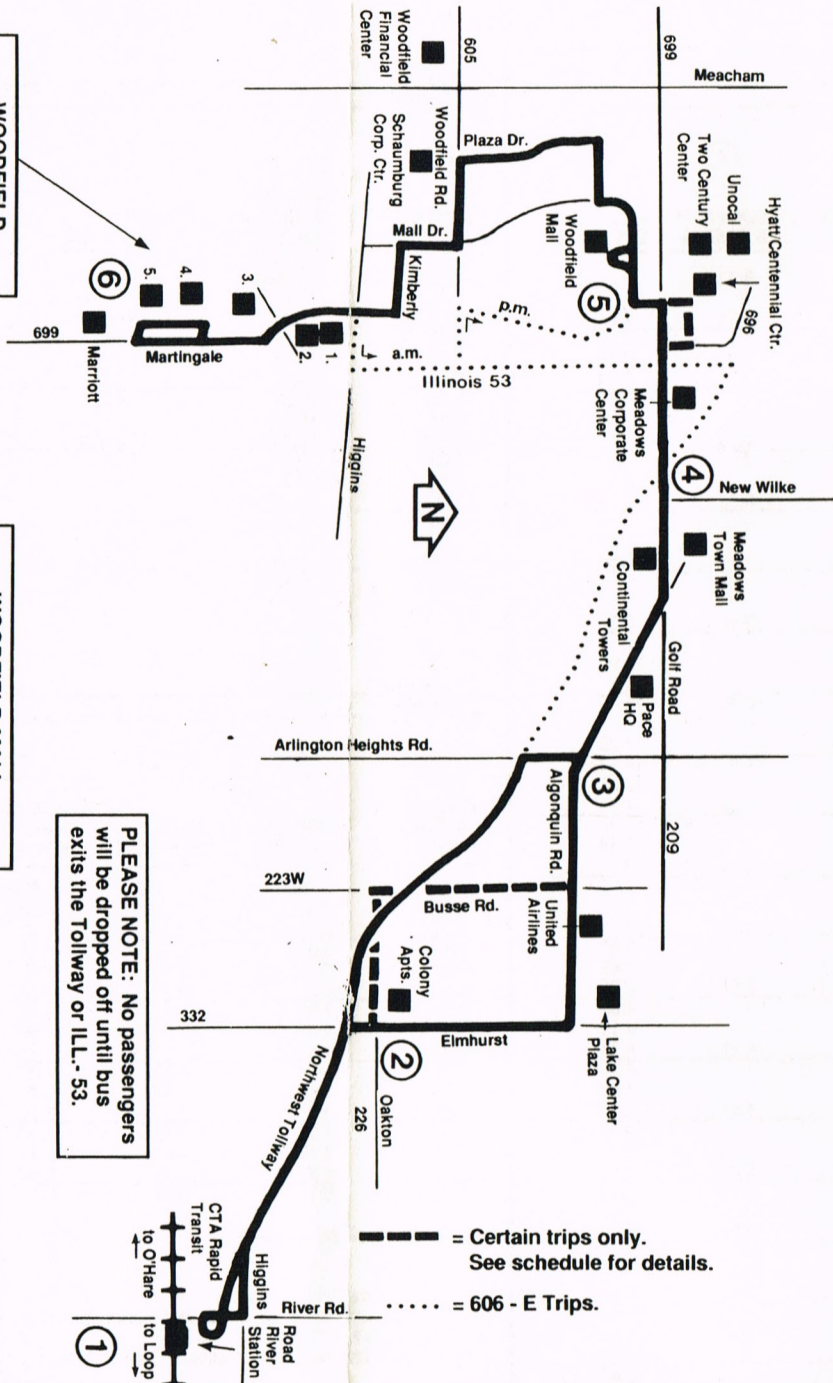 605
699
Meacham
Woodfield
Financial
Center
Woodfield Rd.
Schaumburg
Corp. Ctr.
Plaza Dr.
Mall Dr.
Kimberly
Woodfield
Mall
Two Century
Center
Unocal
Hyatt/Centennial Ctr.
696
5
p.m.
a.m.
Illinois 53
6
5.
4.
3.
2.
1.
699
Martingale
Marriott
Higgins
N
Meadows
Corporate
Center
4
New Wilke
Meadows
Town Mall
Continental
Towers
Golf Road
Pace
HQ
209
Arlington Heights Rd.
3
Algonquin Rd.
223W
Busse Rd.
United
Airlines
Colony
Apts.
332
Elmhurst
Lake Center
Plaza
2
Oakton
226
Northwest Tollway
PLEASE NOTE: No passengers
will be dropped off until bus
exits the Tollway or ILL.- 53.
CTA Rapid
Transit
to O'Hare
to Loop
Higgins
River Rd.
Road
River
Station
1
= Certain trips only.
See schedule for details.
= 606 - E Trips.